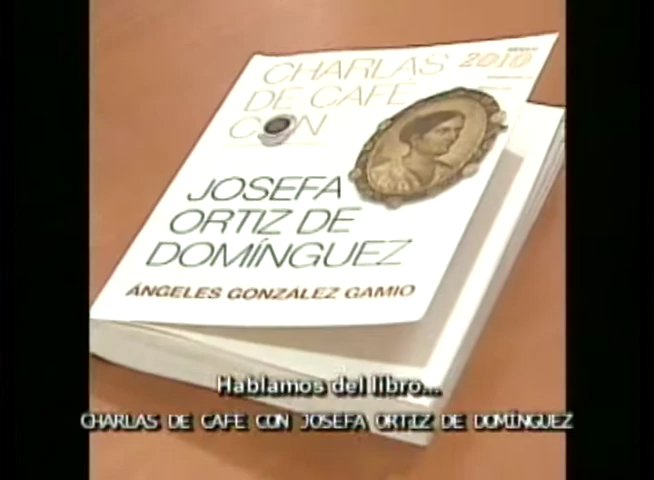 CHARLAS
DE CAFÉ
CON
2010
JOSEFA
ORTIZ DE
DOMÍNGUEZ
ÁNGELES GONZÁLEZ GAMIO
Hablamos del libro...
CHARLAS DE CAFE CON JOSEFA ORTIZ DE DOMÍNGUEZ